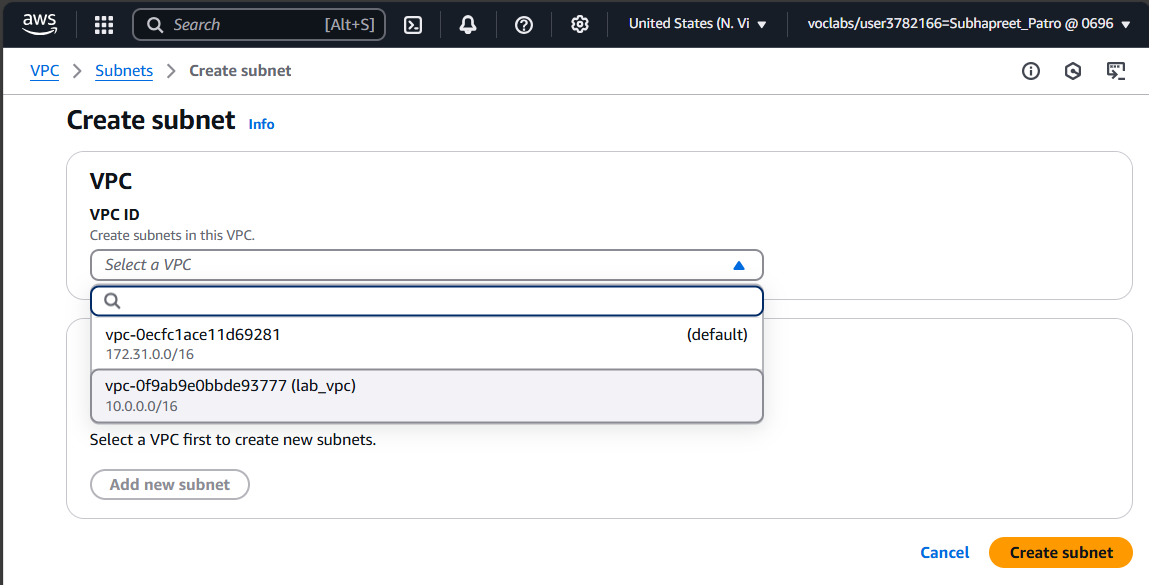 aws
Search [Alt+S] United States (N. Vi voclabs/user3782166=Subhapreet_Patro @ 0696
VPC Subnets Create subnet
Create subnet Info
VPC
VPC ID
Create subnets in this VPC.
Select a VPC
vpc-0ecfc1ace11d69281 (default)
172.31.0.0/16
vpc-0f9ab9e0bbde93777 (lab_vpc)
10.0.0.0/16
Select a VPC first to create new subnets.
Add new subnet
Cancel Create subnet